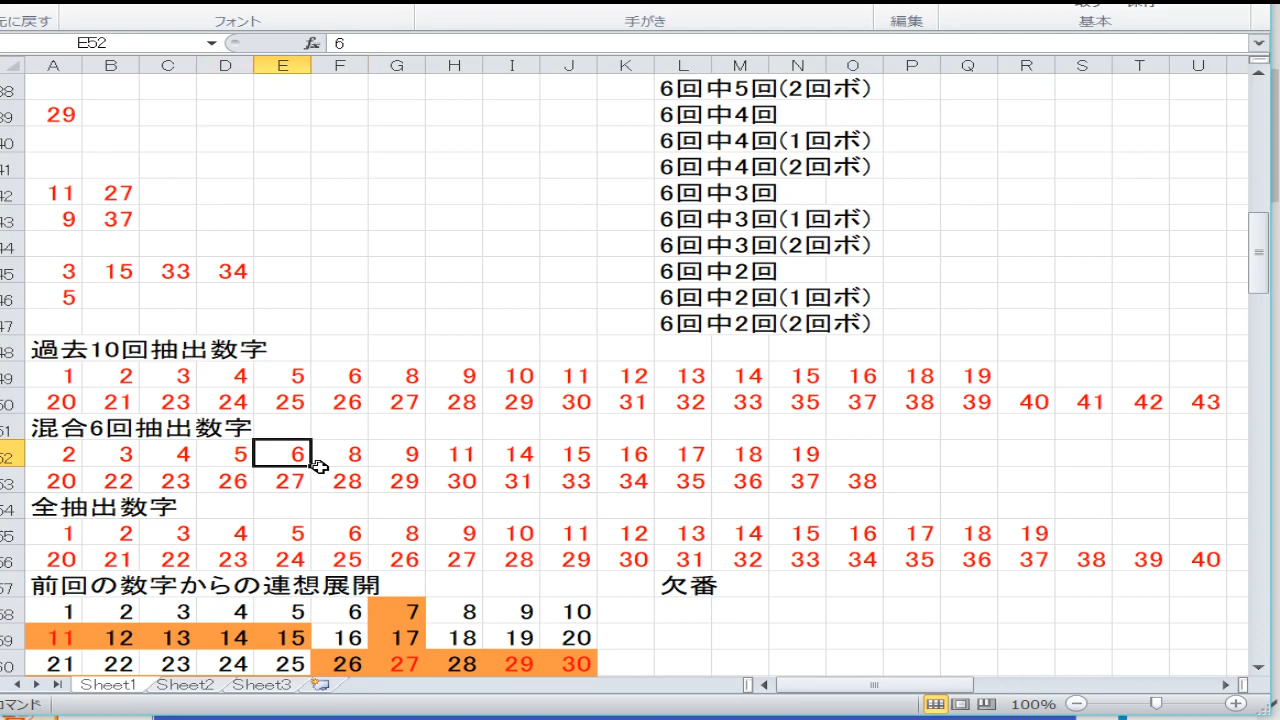 元に戻す フォント 手がき 編集 基本
E52 fx 6
A B C D E F G H I J K L M N O P Q R S T U
38 6回中5回(2回ボ)
39 29 6回中4回
40 6回中4回(1回ボ)
41 6回中4回(2回ボ)
42 11 27 6回中3回
43 9 37 6回中3回(1回ボ)
44 6回中3回(2回ボ)
45 3 15 33 34 6回中2回
46 5 6回中2回(1回ボ)
47 6回中2回(2回ボ)
48 過去10回抽出数字
49 1 2 3 4 5 6 8 9 10 11 12 13 14 15 16 18 19
50 20 21 23 24 25 26 27 28 29 30 31 32 33 35 37 38 39 40 41 42 43
51 混合6回抽出数字
52 2 3 4 5 6 8 9 11 14 15 16 17 18 19
53 20 22 23 26 27 28 29 30 31 33 34 35 36 37 38
54 全抽出数字
55 1 2 3 4 5 6 8 9 10 11 12 13 14 15 16 17 18 19
56 20 21 22 23 24 25 26 27 28 29 30 31 32 33 34 35 36 37 38 39 40
57 前回の数字からの連想展開 欠番
58 1 2 3 4 5 6 7 8 9 10
59 11 12 13 14 15 16 17 18 19 20
60 21 22 23 24 25 26 27 28 29 30
Sheet1 Sheet2 Sheet3
コマンド 100%